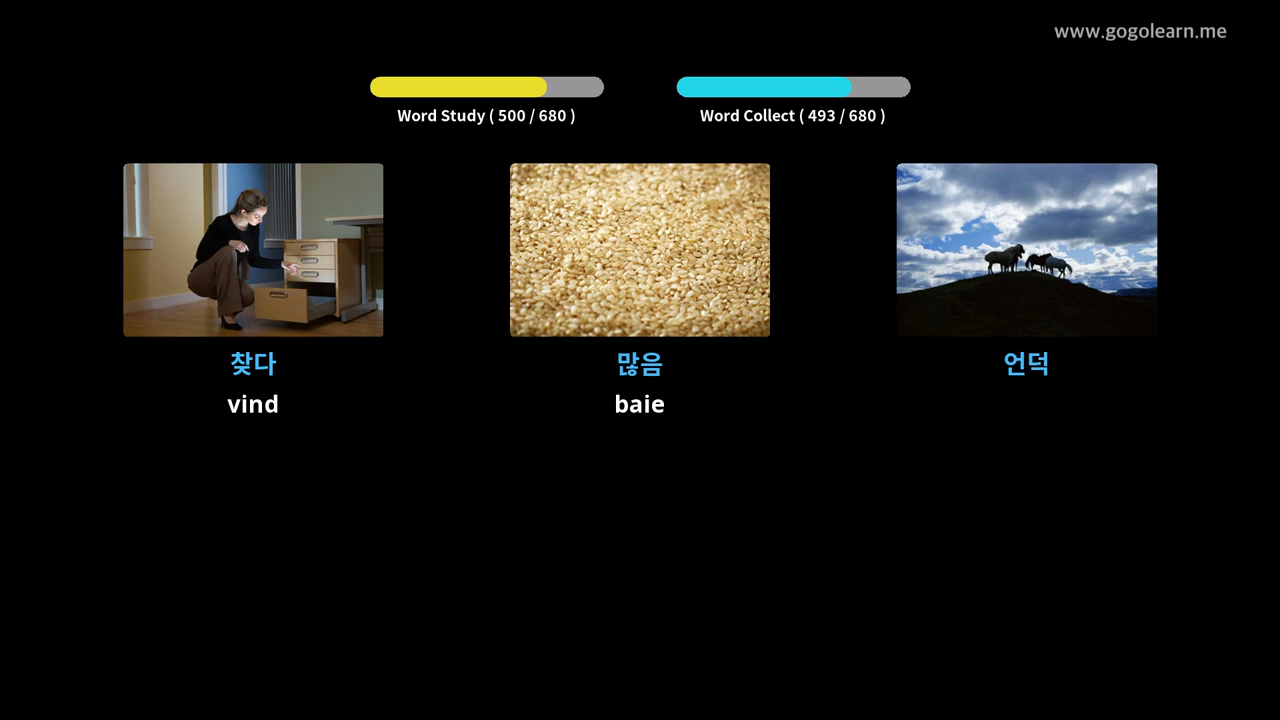 www.gogolearn.me
Word Study ( 500 / 680 )
Word Collect ( 493 / 680 )
찾다
많음
언덕
vind
baie